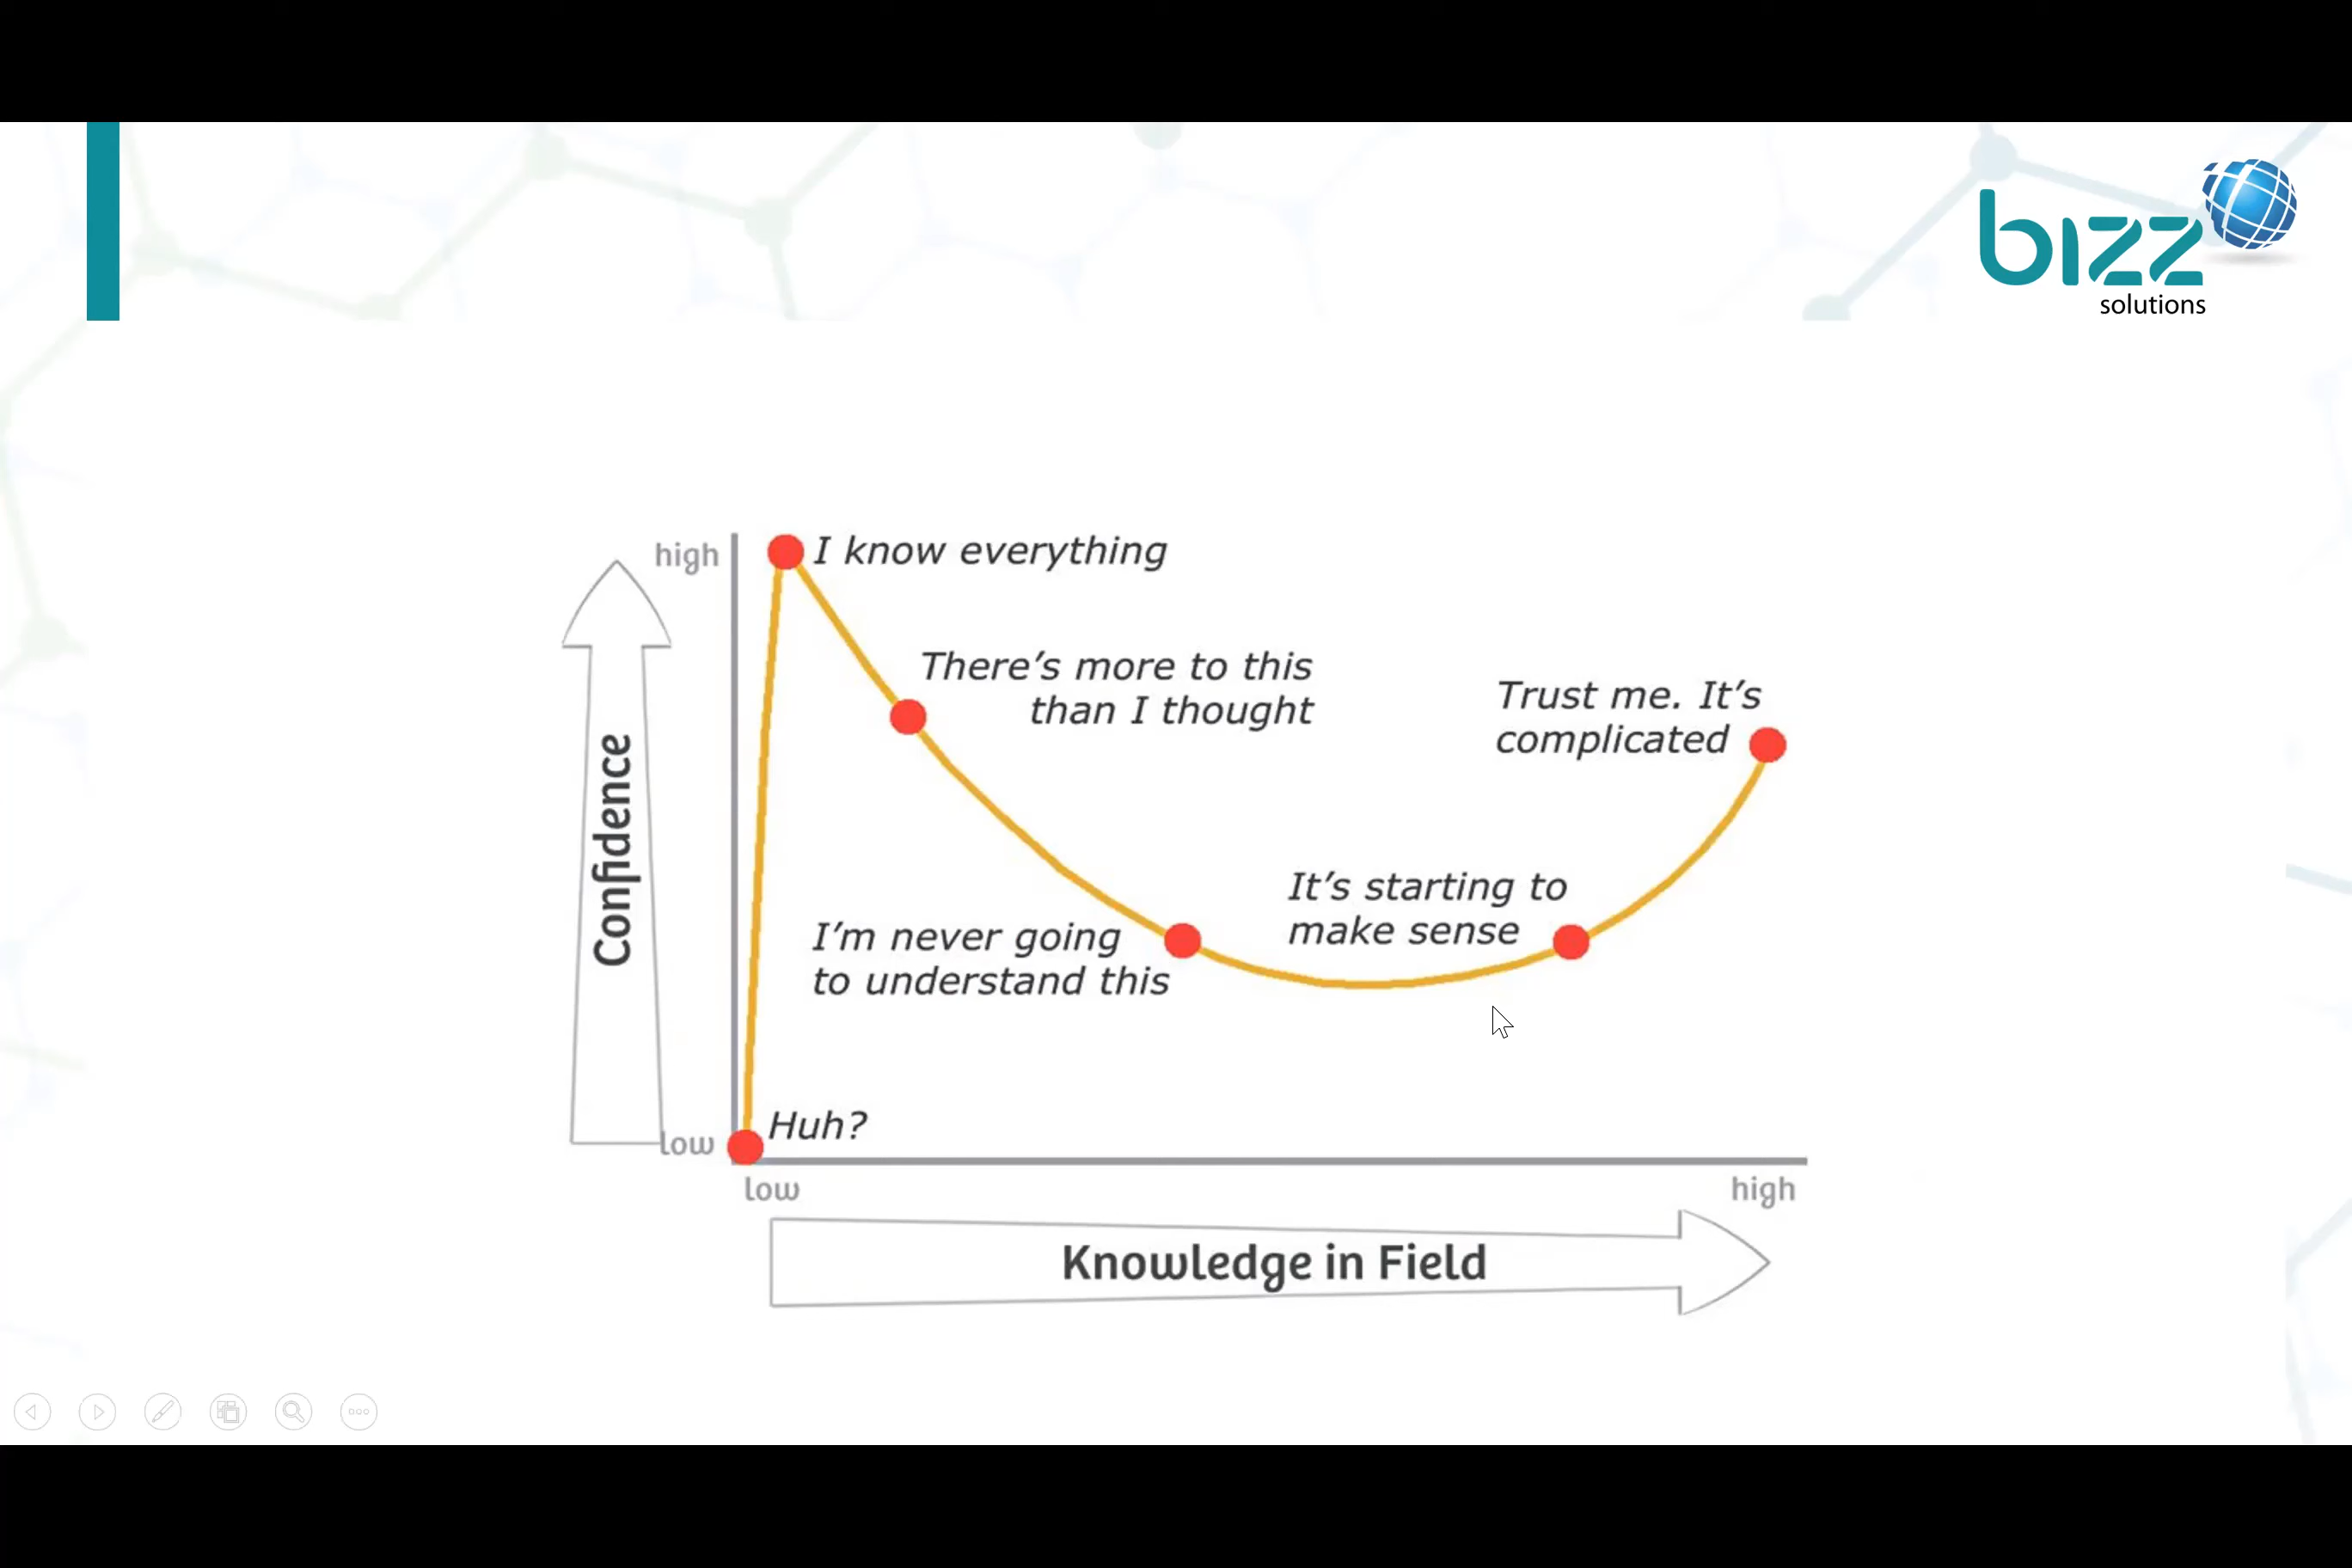 bizz
solutions
high
I know everything
There's more to this
than I thought
Trust me. It's
complicated
Confidence
It's starting to
make sense
I'm never going
to understand this
Huh?
low
low
high
Knowledge in Field